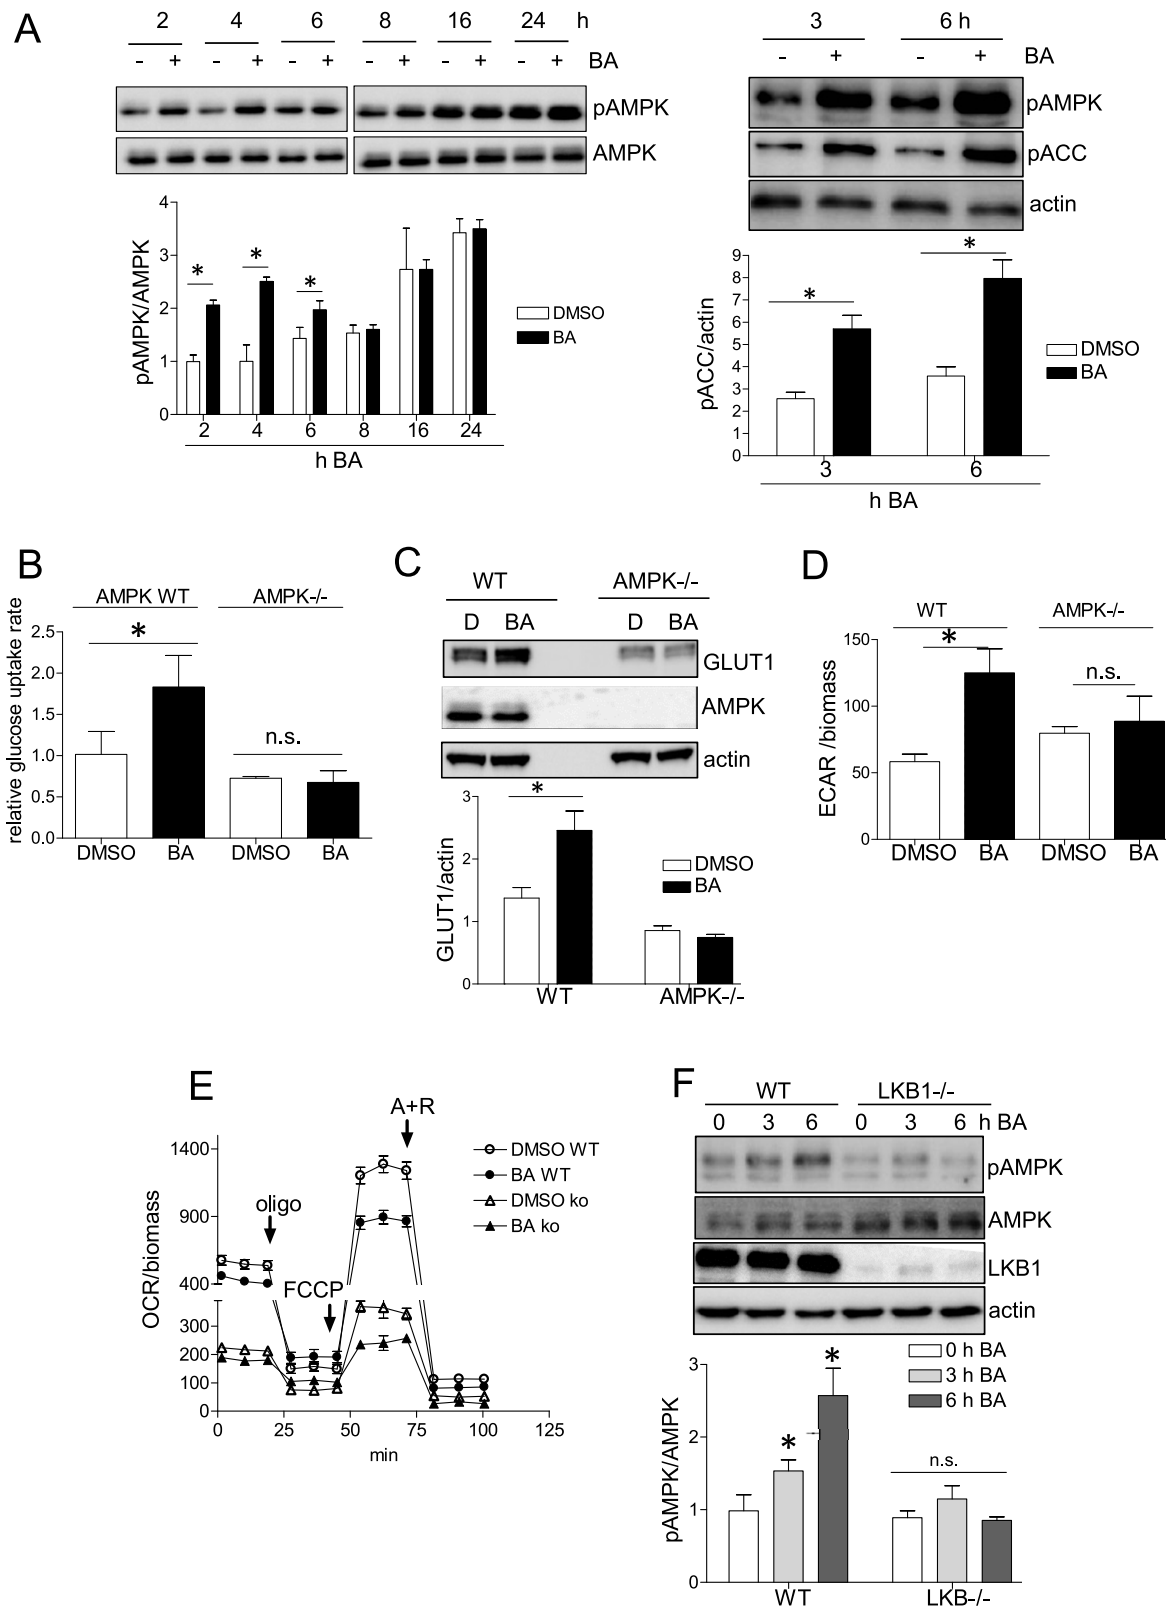 A
2 4 6 8 16 24 h
- + - + - + - + - + - + BA
pAMPK
AMPK
4
3
2
1
0
pAMPK/AMPK
* * *
DMSO
BA
2 4 6 8 16 24
h BA
3 6 h
- + - + BA
pAMPK
pACC
actin
9
8
7
6
5
4
3
2
1
0
pACC/actin
* *
DMSO
BA
3 6
h BA
B
AMPK WT AMPK-/-
relative glucose uptake rate
2.5
2.0
1.5
1.0
0.5
0.0
*
n.s.
DMSO BA DMSO BA
C
WT AMPK-/-
D BA D BA
GLUT1
AMPK
actin
3
2
1
0
GLUT1/actin
*
DMSO
BA
WT AMPK-/-
D
WT AMPK-/-
150
100
50
0
ECAR /biomass
*
n.s.
DMSO BA DMSO BA
E
A+R
oligo
FCCP
1400
900
400
300
200
100
0
OCR/biomass
DMSO WT
BA WT
DMSO ko
BA ko
0 25 50 75 100 125
min
F
WT LKB1-/-
0 3 6 0 3 6 h BA
pAMPK
AMPK
LKB1
actin
0 h BA
3 h BA
6 h BA
3
2
1
0
pAMPK/AMPK
* *
n.s.
WT LKB-/-